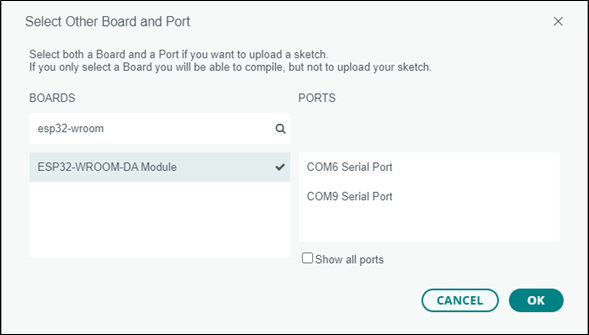 Select Other Board and Port
Select both a Board and a Port if you want to upload a sketch.
If you only select a Board you will be able to compile, but not to upload your sketch.
BOARDS
PORTS
esp32-wroom
ESP32-WROOM-DA Module
COM6 Serial Port
COM9 Serial Port
Show all ports
CANCEL
OK